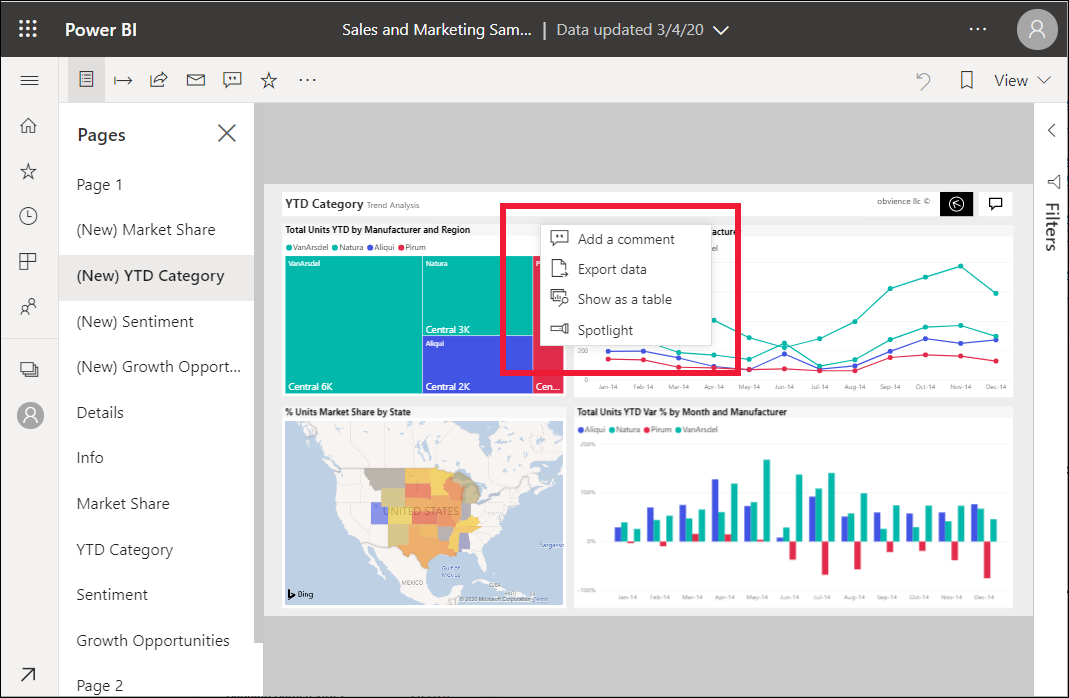 Power BI
Sales and Marketing Sam... | Data updated 3/4/20
View
Pages
Page 1
(New) Market Share
(New) YTD Category
(New) Sentiment
(New) Growth Opport...
Details
Info
Market Share
YTD Category
Sentiment
Growth Opportunities
Page 2
YTD Category Trend Analysis
obvience llc ©
Filters
Total Units YTD by Manufacturer and Region
VanArsdel Natura Aliqui Pirum
VanArsdel
Natura
P
Central 3K
Aliqui
Central 6K
Central 2K
Cen...
Add a comment
Export data
Show as a table
Spotlight
200
0
Jan-14 Feb-14 Mar-14 Apr-14 May-14 Jun-14 Jul-14 Aug-14 Sep-14 Oct-14 Nov-14 Dec-14
% Units Market Share by State
UNITED STATES
Gulf of
Mexico
MEXICO
CUBA
Bing
© 2020 Microsoft Corporation Terms
Total Units YTD Var % by Month and Manufacturer
Aliqui Natura Pirum VanArsdel
200%
100%
0%
-100%
Jan-14 Feb-14 Mar-14 Apr-14 May-14 Jun-14 Jul-14 Aug-14 Sep-14 Oct-14 Nov-14 Dec-14